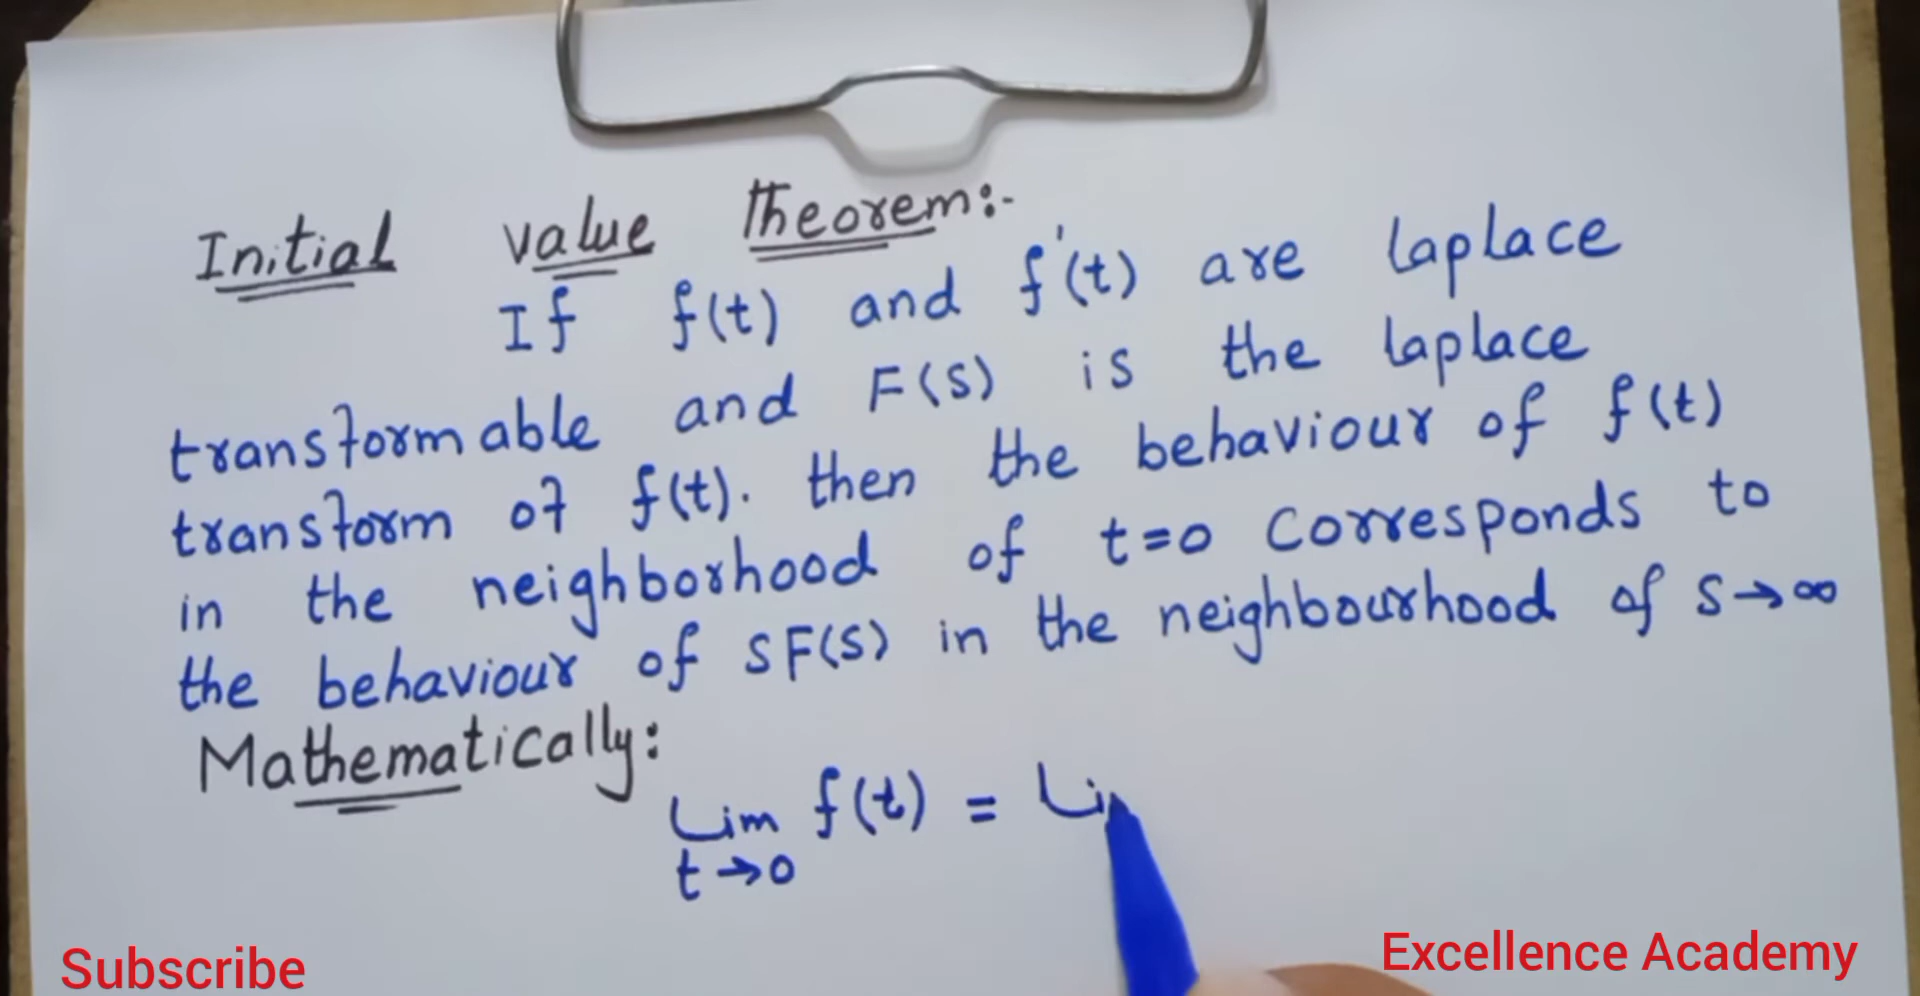 Initial value theorem:-
If f(t) and f'(t) are laplace
transformable and F(s) is the laplace
transform of f(t). then the behaviour of f(t)
in the neighborhood of t=0 corresponds to
the behaviour of SF(S) in the neighbourhood of s→∞
Mathematically:
Lim f(t) = Li
t→0
Subscribe
Excellence Academy